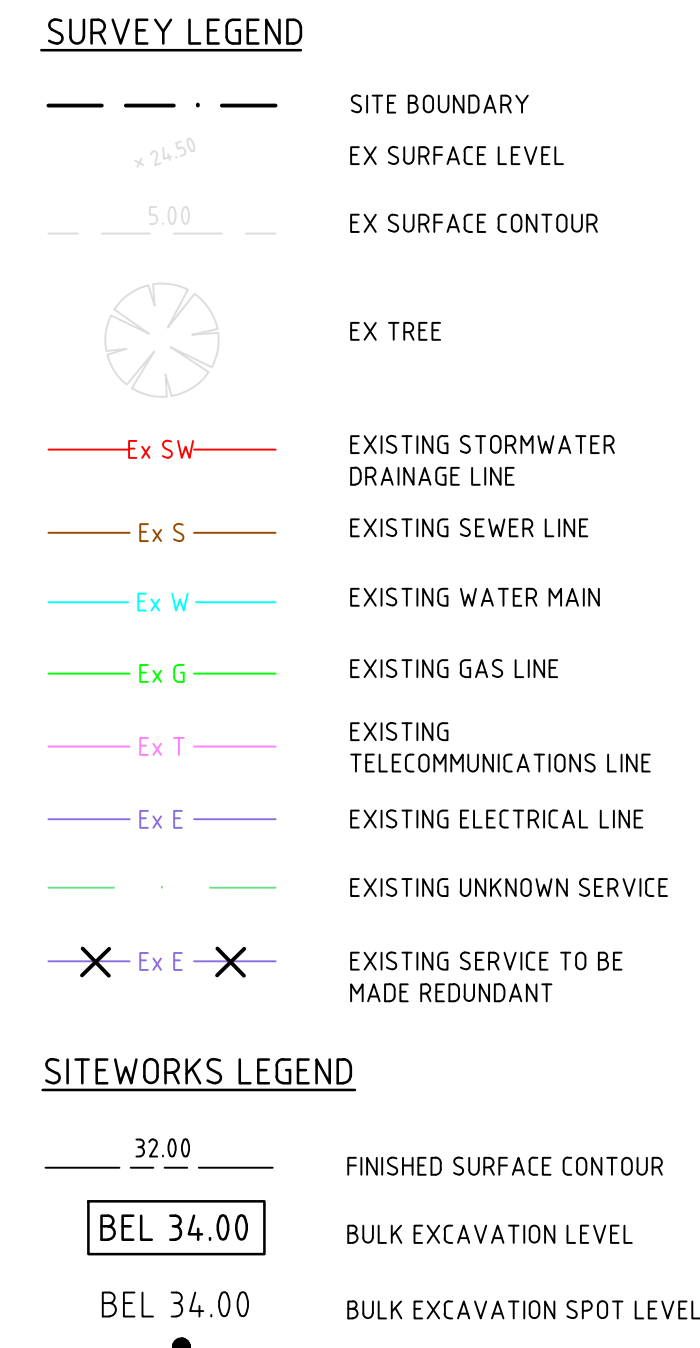 SURVEY LEGEND
SITE BOUNDARY
× 24.50 EX SURFACE LEVEL
5.00 EX SURFACE CONTOUR
EX TREE
Ex SW EXISTING STORMWATER
DRAINAGE LINE
Ex S EXISTING SEWER LINE
Ex W EXISTING WATER MAIN
Ex G EXISTING GAS LINE
EXISTING
Ex T TELECOMMUNICATIONS LINE
Ex E EXISTING ELECTRICAL LINE
EXISTING UNKNOWN SERVICE
Ex E EXISTING SERVICE TO BE
MADE REDUNDANT
SITEWORKS LEGEND
32.00 FINISHED SURFACE CONTOUR
BEL 34.00 BULK EXCAVATION LEVEL
BEL 34.00 BULK EXCAVATION SPOT LEVEL